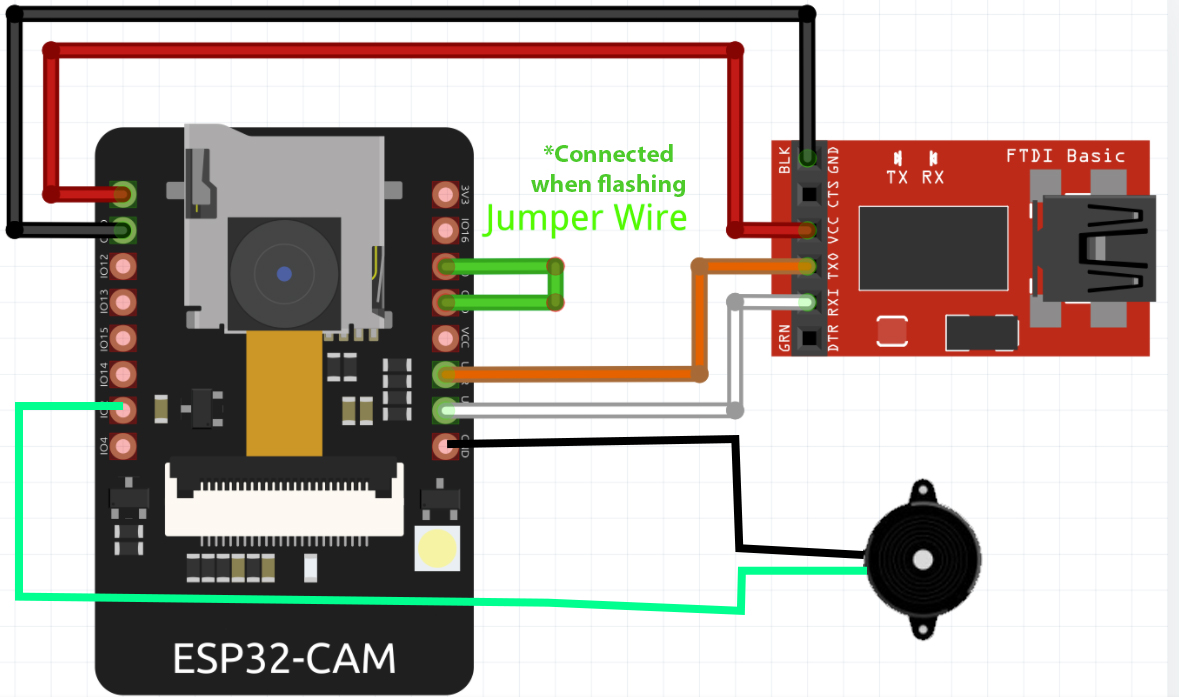 *Connected
when flashing
Jumper Wire
BLK
GND
CTS
VCC
TXO
RXI
DTR
GRN
TX RX
FTDI Basic
IO12
IO13
IO15
IO14
IO4
3V3
IO16
VCC
ESP32-CAM